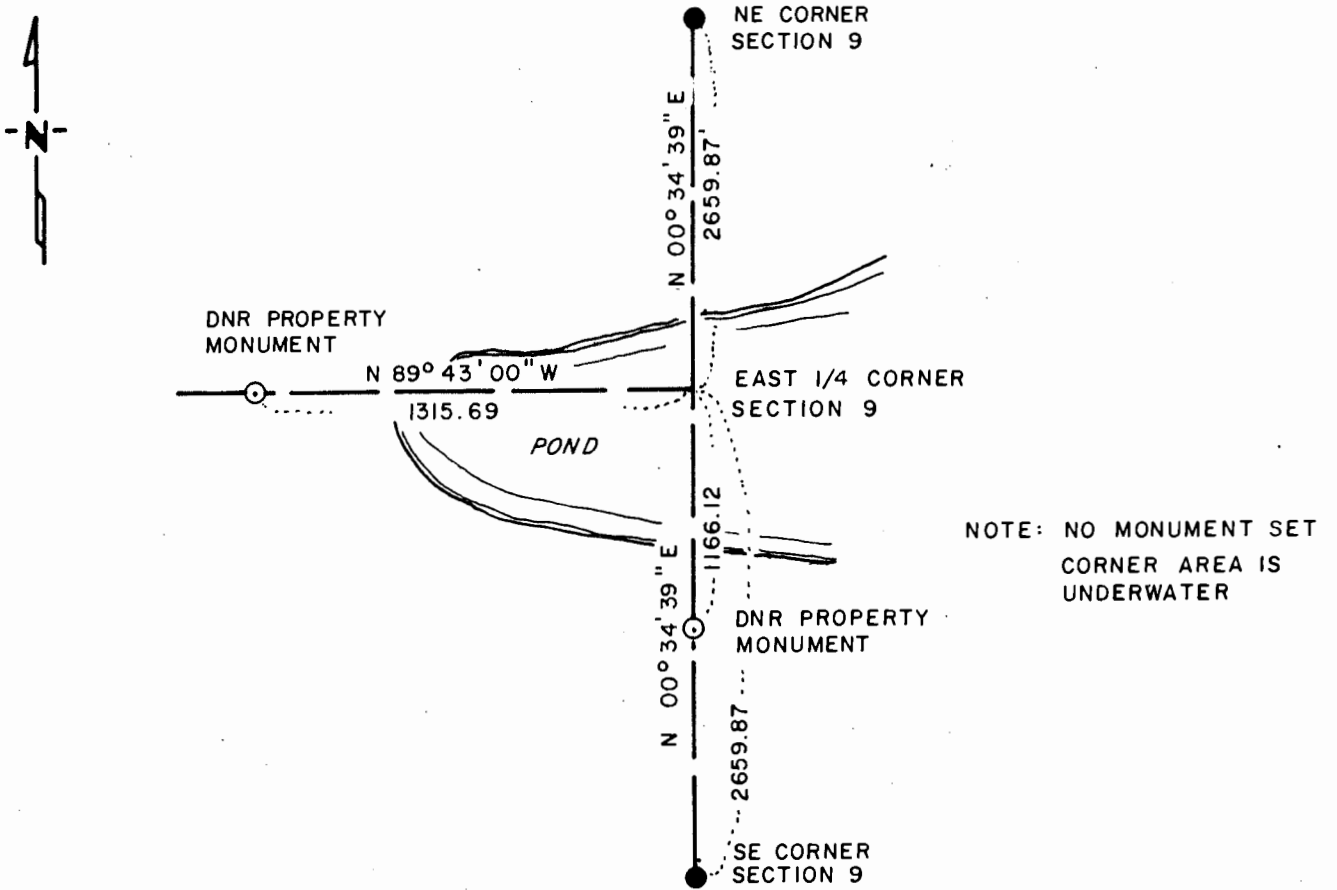 NE CORNER
SECTION 9
-N-
N 00° 34' 39" E
2659.87'
DNR PROPERTY
MONUMENT
N 89° 43' 00" W
1315.69
EAST 1/4 CORNER
SECTION 9
POND
1166.12
NOTE: NO MONUMENT SET
CORNER AREA IS
UNDERWATER
N 00° 34' 39" E
DNR PROPERTY
MONUMENT
2659.87
SE CORNER
SECTION 9